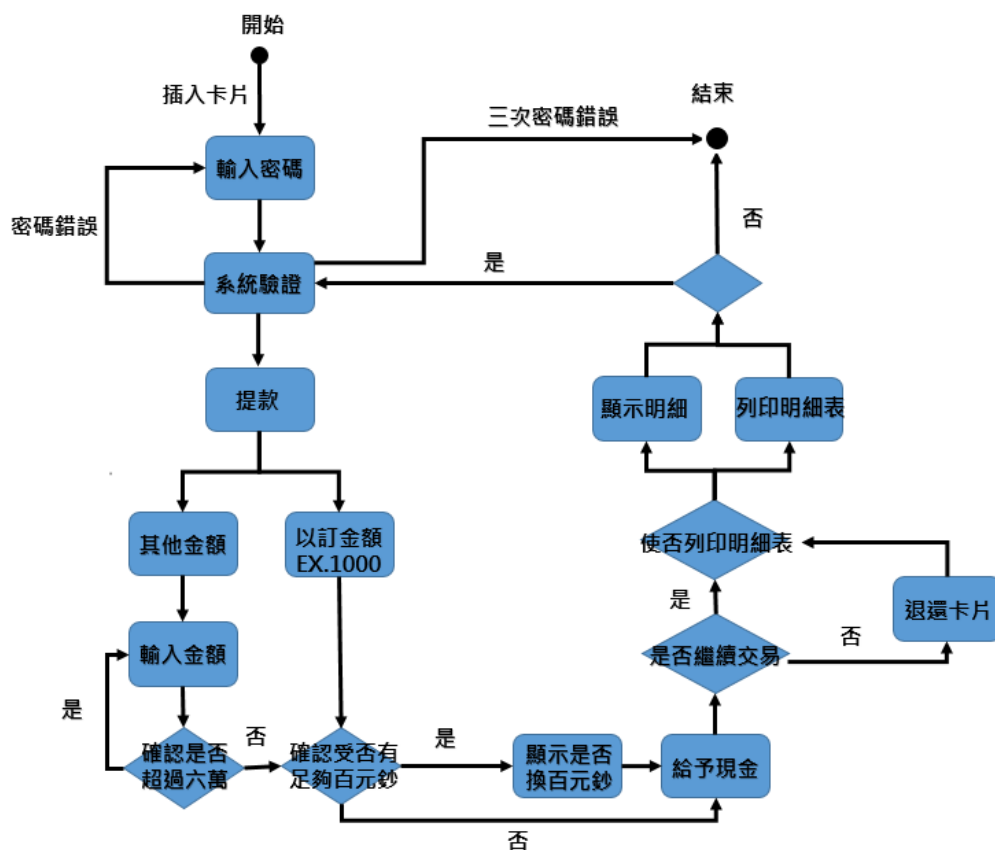 開始
插入卡片
結束
三次密碼錯誤
輸入密碼
密碼錯誤
否
是
系統驗證
提款
顯示明細
列印明細表
其他金額
以訂金額
EX.1000
使否列印明細表
退還卡片
是
輸入金額
是否繼續交易
否
是
否
是
確認是否
超過六萬
確認受否有
足夠百元鈔
顯示是否
換百元鈔
給予現金
否